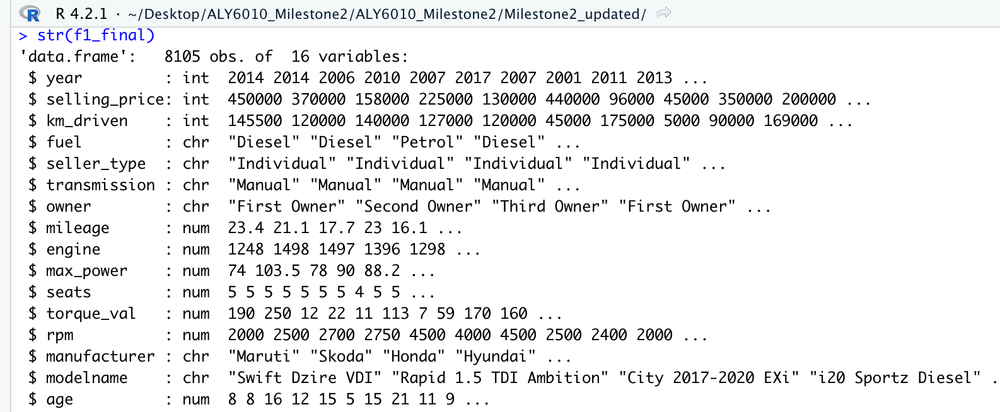 R 4.2.1 · ~/Desktop/ALY6010_Milestone2/ALY6010_Milestone2/Milestone2_updated/
> str(f1_final)
'data.frame':   8105 obs. of  16 variables:
 $ year         : int  2014 2014 2006 2010 2007 2017 2007 2001 2011 2013 ...
 $ selling_price: int  450000 370000 158000 225000 130000 440000 96000 45000 350000 200000 ...
 $ km_driven    : int  145500 120000 140000 127000 120000 45000 175000 5000 90000 169000 ...
 $ fuel         : chr  "Diesel" "Diesel" "Petrol" "Diesel" ...
 $ seller_type  : chr  "Individual" "Individual" "Individual" "Individual" ...
 $ transmission : chr  "Manual" "Manual" "Manual" "Manual" ...
 $ owner        : chr  "First Owner" "Second Owner" "Third Owner" "First Owner" ...
 $ mileage      : num  23.4 21.1 17.7 23 16.1 ...
 $ engine       : num  1248 1498 1497 1396 1298 ...
 $ max_power    : num  74 103.5 78 90 88.2 ...
 $ seats        : num  5 5 5 5 5 5 5 4 5 5 ...
 $ torque_val   : num  190 250 12 22 11 113 7 59 170 160 ...
 $ rpm          : num  2000 2500 2700 2750 4500 4000 4500 2500 2400 2000 ...
 $ manufacturer : chr  "Maruti" "Skoda" "Honda" "Hyundai" ...
 $ modelname    : chr  "Swift Dzire VDI" "Rapid 1.5 TDI Ambition" "City 2017-2020 EXi" "i20 Sportz Diesel" .
 $ age          : num  8 8 16 12 15 5 15 21 11 9 ...